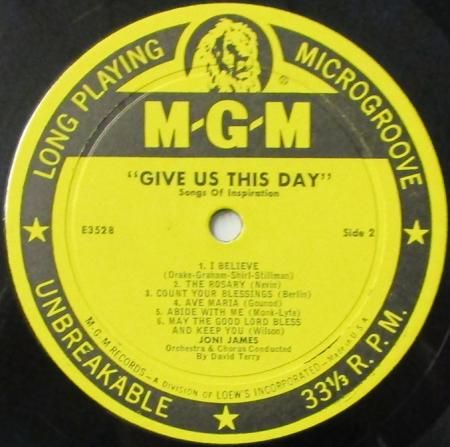 LONG PLAYING MICROGROOVE
®
M-G-M
"GIVE US THIS DAY"
Songs Of Inspiration
E3528
Side 2
1. I BELIEVE
(Drake-Graham-Shirl-Stillman)
2. THE ROSARY (Nevin)
3. COUNT YOUR BLESSINGS (Berlin)
4. AVE MARIA (Gounod)
5. ABIDE WITH ME (Monk-Lyte)
6. MAY THE GOOD LORD BLESS
AND KEEP YOU (Wilson)
JONI JAMES
Orchestra & Chorus Conducted
By David Terry
M-G-M RECORDS—A DIVISION OF LOEW'S INCORPORATED.—Made in U.S.A.
UNBREAKABLE
33⅓ R.P.M.